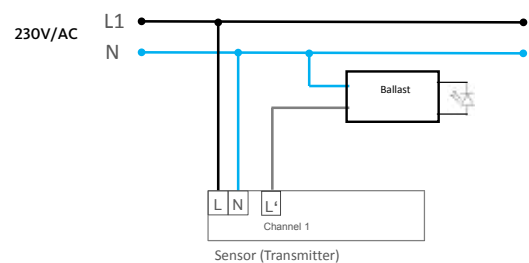 L1
230V/AC
N
Ballast
L N L‘
Channel 1
Sensor (Transmitter)